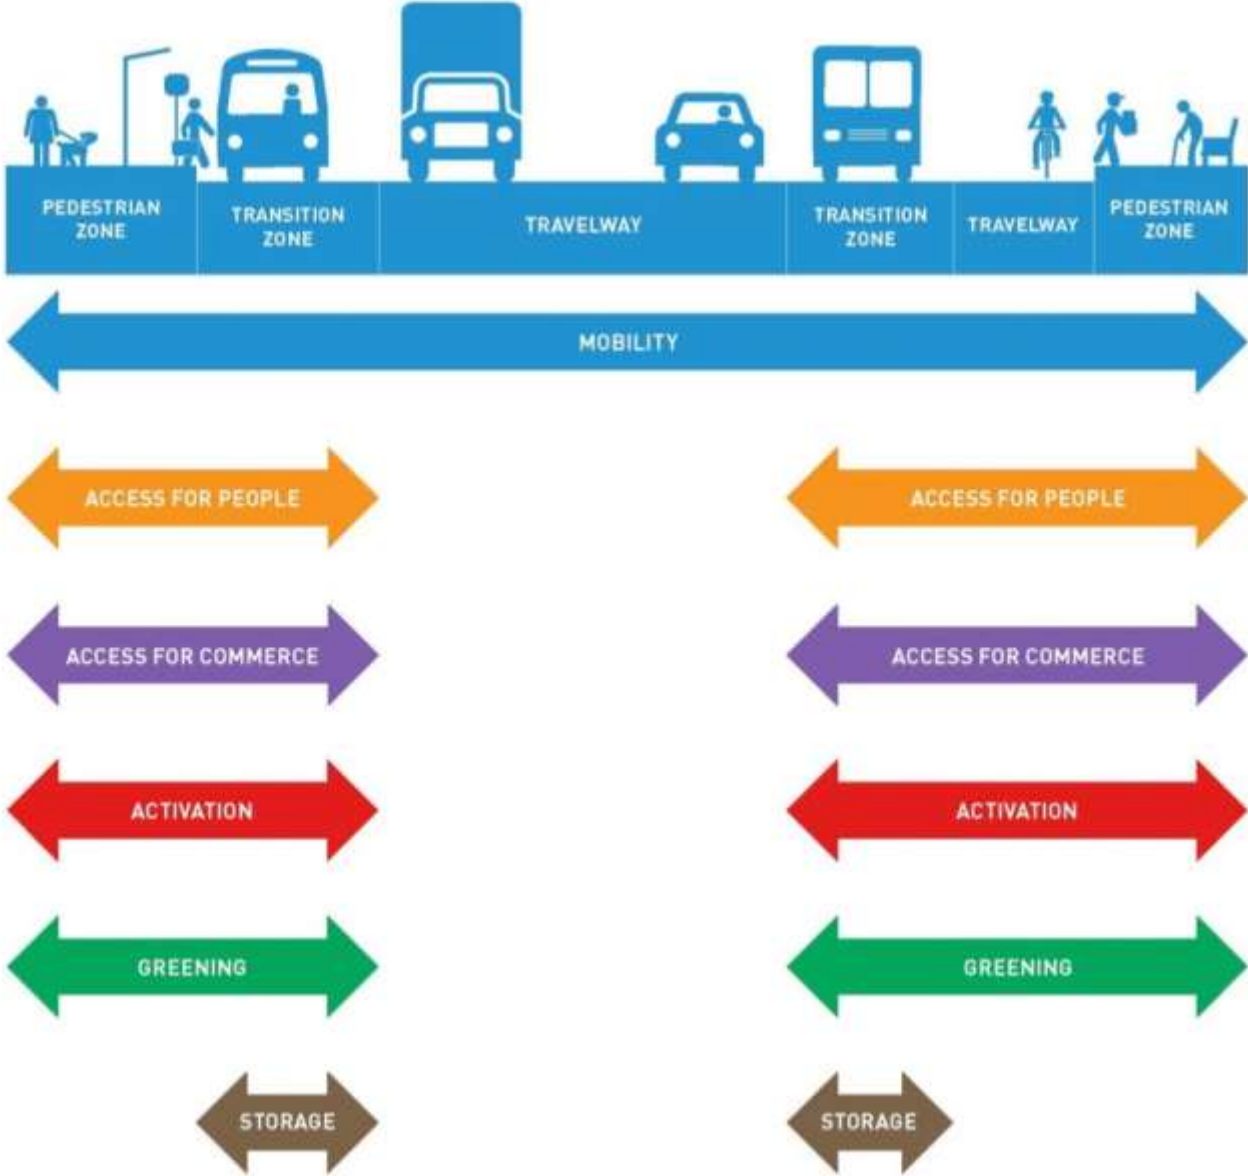 PEDESTRIAN
ZONE
TRANSITION
ZONE
TRAVELWAY
TRANSITION
ZONE
TRAVELWAY
PEDESTRIAN
ZONE
MOBILITY
ACCESS FOR PEOPLE
ACCESS FOR PEOPLE
ACCESS FOR COMMERCE
ACCESS FOR COMMERCE
ACTIVATION
ACTIVATION
GREENING
GREENING
STORAGE
STORAGE